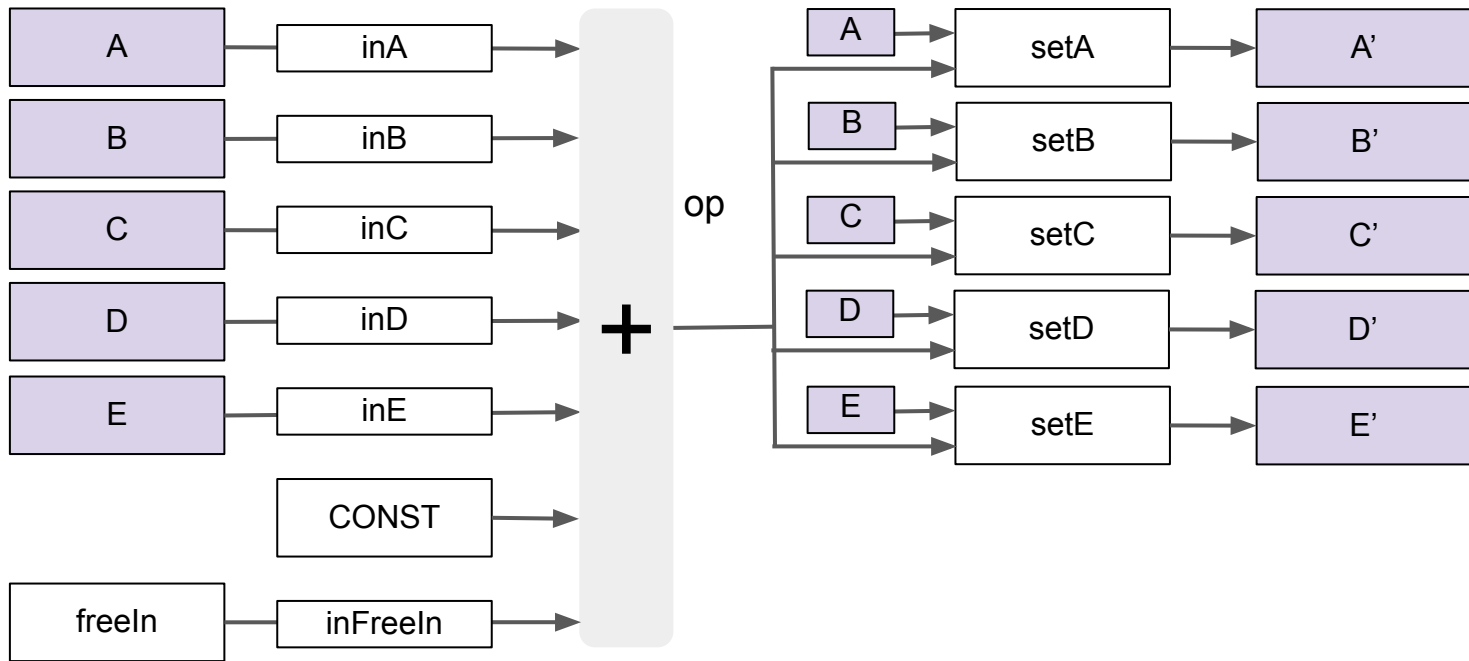 A
inA
B
inB
C
inC
D
inD
E
inE
CONST
freeIn
inFreeIn
+
op
A
setA
A’
B
setB
B’
C
setC
C’
D
setD
D’
E
setE
E’